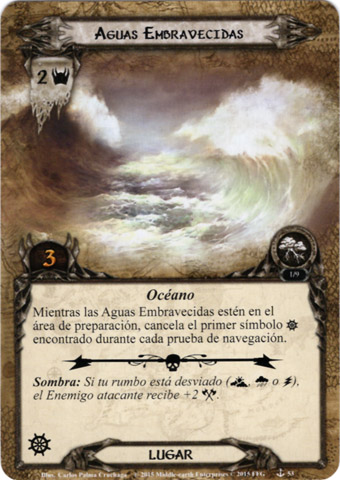 Aguas Embravecidas
2
3
1/9
Océano
Mientras las Aguas Embravecidas estén en el
área de preparación, cancela el primer símbolo
encontrado durante cada prueba de navegación.
Sombra: Si tu rumbo está desviado ( , o ),
el Enemigo atacante recibe +2 .
LUGAR
Ilus. Carlos Palma Cruchaga © 2015 Middle-earth Enterprises © 2015 FFG 53